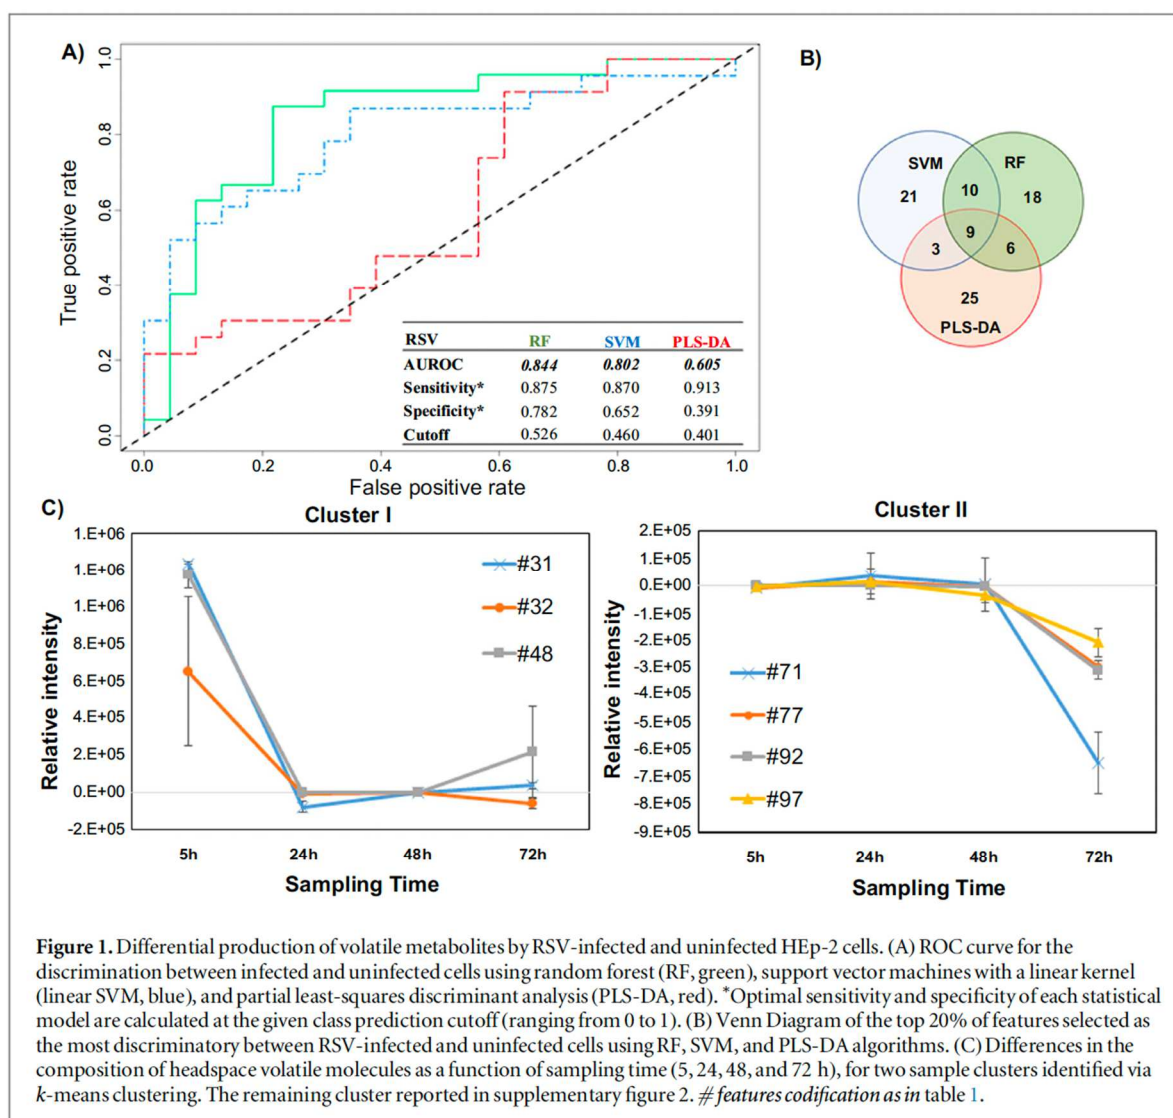 A)
True positive rate
1.0
0.8
0.6
0.4
0.2
0.0
0.0 0.2 0.4 0.6 0.8 1.0
False positive rate
RSV RF SVM PLS-DA
AUROC 0.844 0.802 0.605
Sensitivity* 0.875 0.870 0.913
Specificity* 0.782 0.652 0.391
Cutoff 0.526 0.460 0.401
B)
SVM RF
21 10 18
9
3 6
25
PLS-DA
C)
Cluster I
Relative intensity
1.E+06
1.E+06
1.E+06
8.E+05
6.E+05
4.E+05
2.E+05
0.E+00
-2.E+05
#31
#32
#48
5h 24h 48h 72h
Sampling Time
Cluster II
Relative intensity
2.E+05
1.E+05
0.E+00
-1.E+05
-2.E+05
-3.E+05
-4.E+05
-5.E+05
-6.E+05
-7.E+05
-8.E+05
-9.E+05
#71
#77
#92
#97
5h 24h 48h 72h
Sampling Time
Figure 1. Differential production of volatile metabolites by RSV-infected and uninfected HEp-2 cells. (A) ROC curve for the
discrimination between infected and uninfected cells using random forest (RF, green), support vector machines with a linear kernel
(linear SVM, blue), and partial least-squares discriminant analysis (PLS-DA, red). *Optimal sensitivity and specificity of each statistical
model are calculated at the given class prediction cutoff (ranging from 0 to 1). (B) Venn Diagram of the top 20% of features selected as
the most discriminatory between RSV-infected and uninfected cells using RF, SVM, and PLS-DA algorithms. (C) Differences in the
composition of headspace volatile molecules as a function of sampling time (5, 24, 48, and 72 h), for two sample clusters identified via
k-means clustering. The remaining cluster reported in supplementary figure 2. # features codification as in table 1.